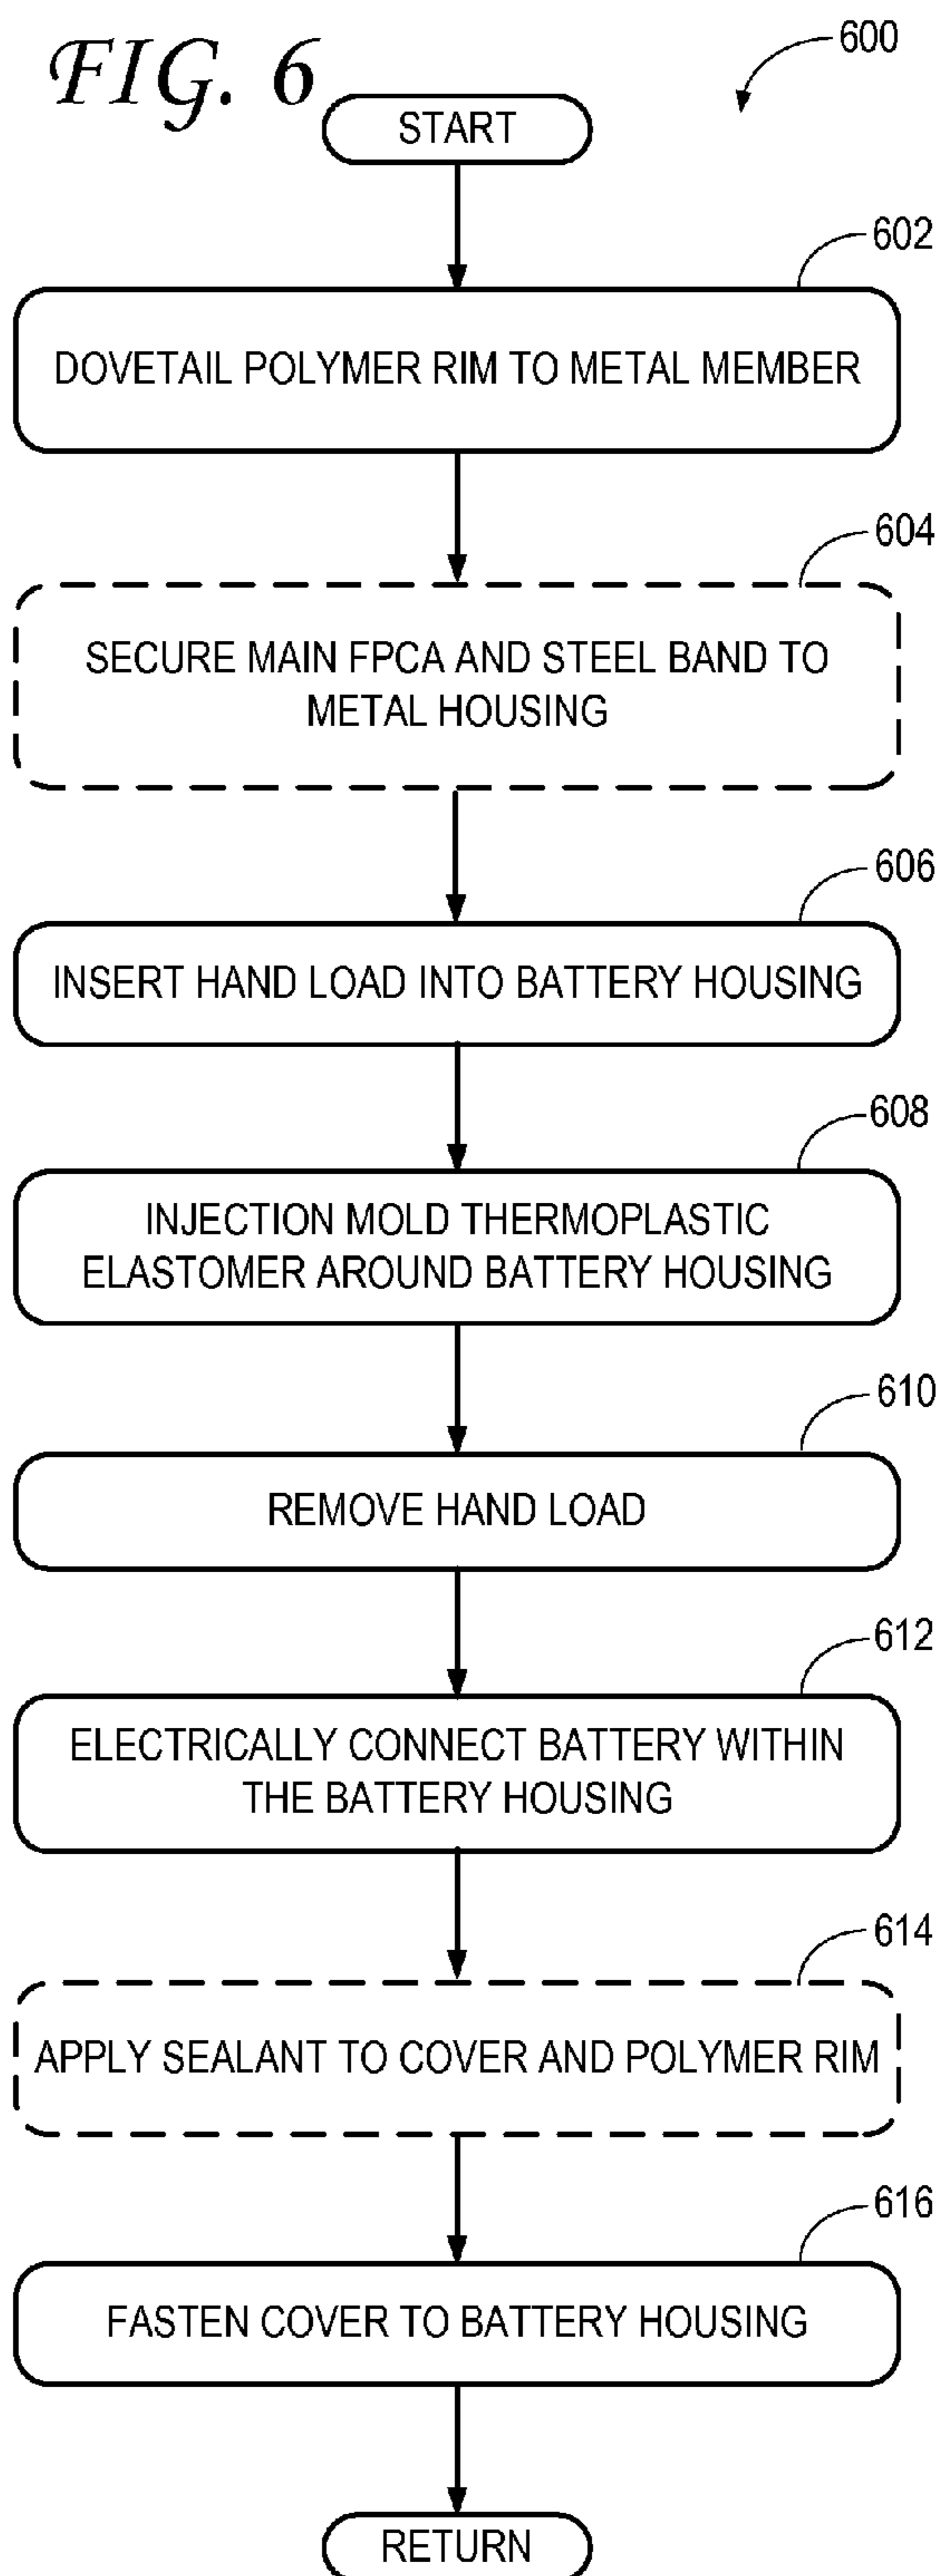 FIG. 6
600
START
602
DOVETAIL POLYMER RIM TO METAL MEMBER
604
SECURE MAIN FPCA AND STEEL BAND TO
METAL HOUSING
606
INSERT HAND LOAD INTO BATTERY HOUSING
608
INJECTION MOLD THERMOPLASTIC
ELASTOMER AROUND BATTERY HOUSING
610
REMOVE HAND LOAD
612
ELECTRICALLY CONNECT BATTERY WITHIN
THE BATTERY HOUSING
614
APPLY SEALANT TO COVER AND POLYMER RIM
616
FASTEN COVER TO BATTERY HOUSING
RETURN